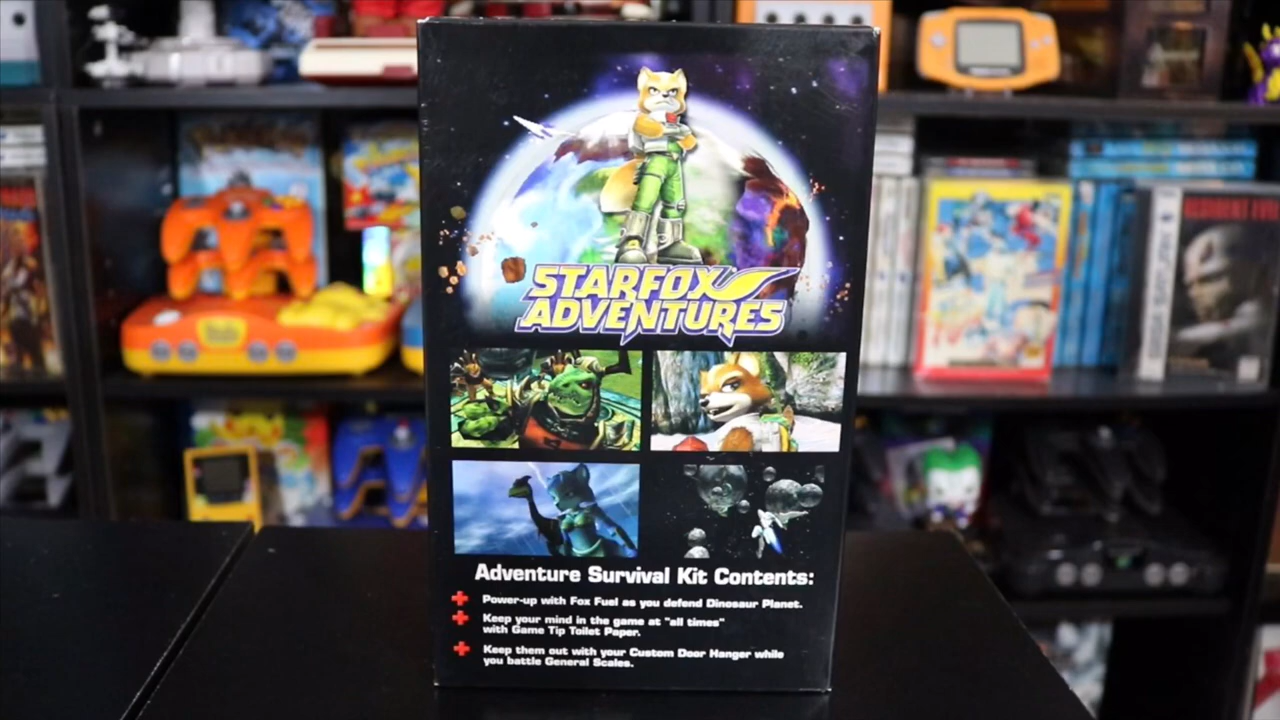 STARFOX
ADVENTURES
Adventure Survival Kit Contents:
Power-up with Fox Fuel as you defend Dinosaur Planet.
Keep your mind in the game at "all times"
with Game Tip Toilet Paper.
Keep them out with your Custom Door Hanger while
you battle General Scales.
RESIDENT EVIL